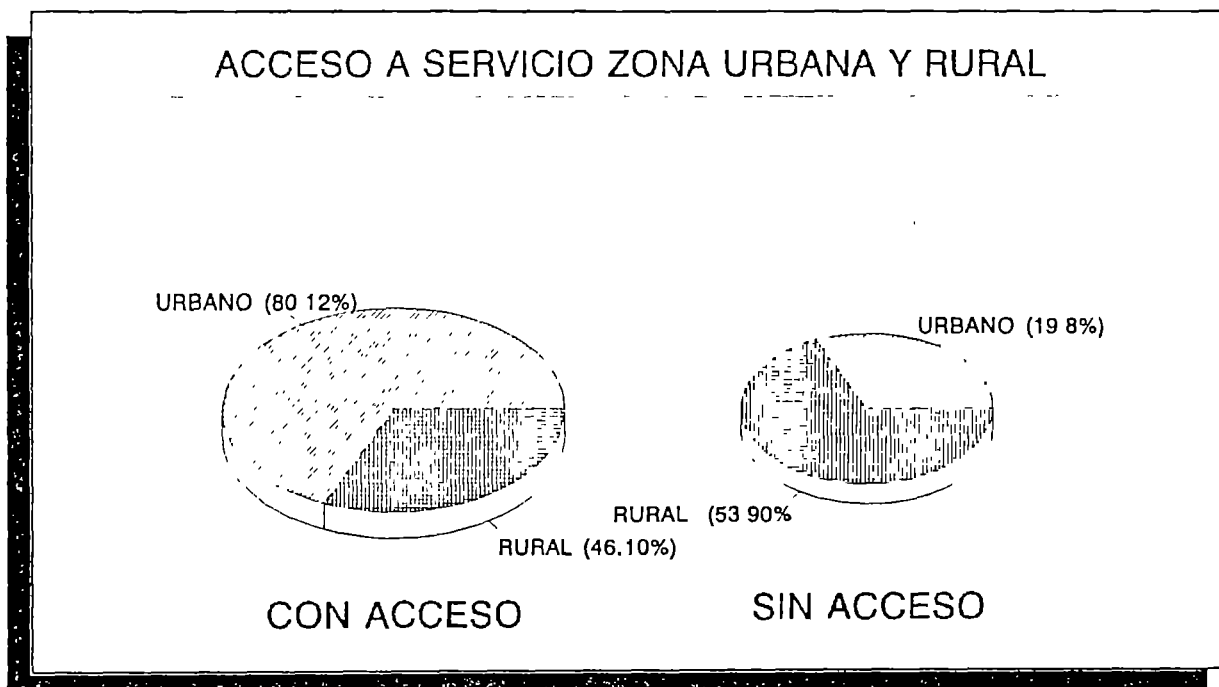 ACCESO A SERVICIO ZONA URBANA Y RURAL
URBANO (80 12%)
RURAL (46.10%)
CON ACCESO
URBANO (19 8%)
RURAL (53 90%
SIN ACCESO